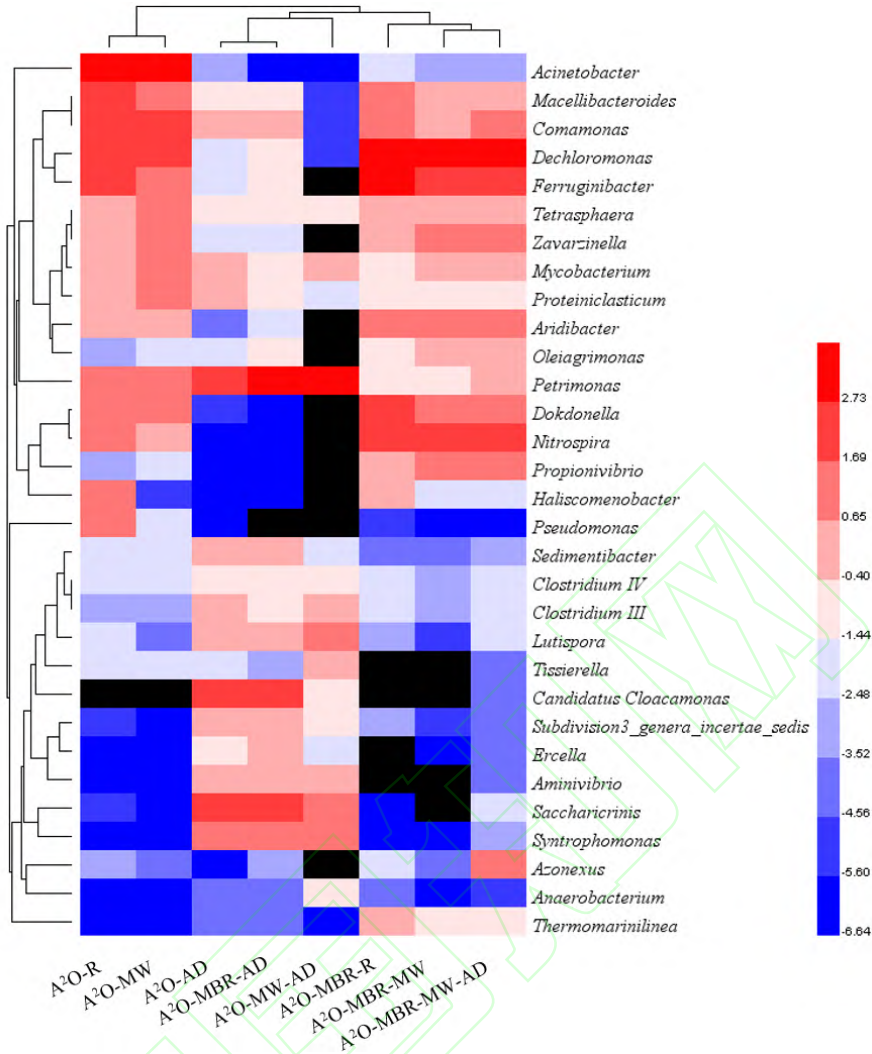 Acinetobacter
Macellibacteroides
Comamonas
Dechloromonas
Ferruginibacter
Tetrasphaera
Zavarzinella
Mycobacterium
Proteiniclasticum
Aridibacter
Oleiagrimonas
Petrimonas
Dokdonella
Nitrospira
Propionivibrio
Haliscomenobacter
Pseudomonas
Sedimentibacter
Clostridium IV
Clostridium III
Lutispora
Tissierella
Candidatus Cloacamonas
Subdivision3_genera_incertae_sedis
Ercella
Aminivibrio
Saccharicrinis
Syntrophomonas
Azonexus
Anaerobacterium
Thermomarinilinea
2.73
1.69
0.65
-0.40
-1.44
-2.48
-3.52
-4.56
-5.60
-6.64
A²O-R
A²O-MW
A²O-AD
A²O-MBR-AD
A²O-MW-AD
A²O-MBR-R
A²O-MBR-MW
A²O-MBR-MW-AD